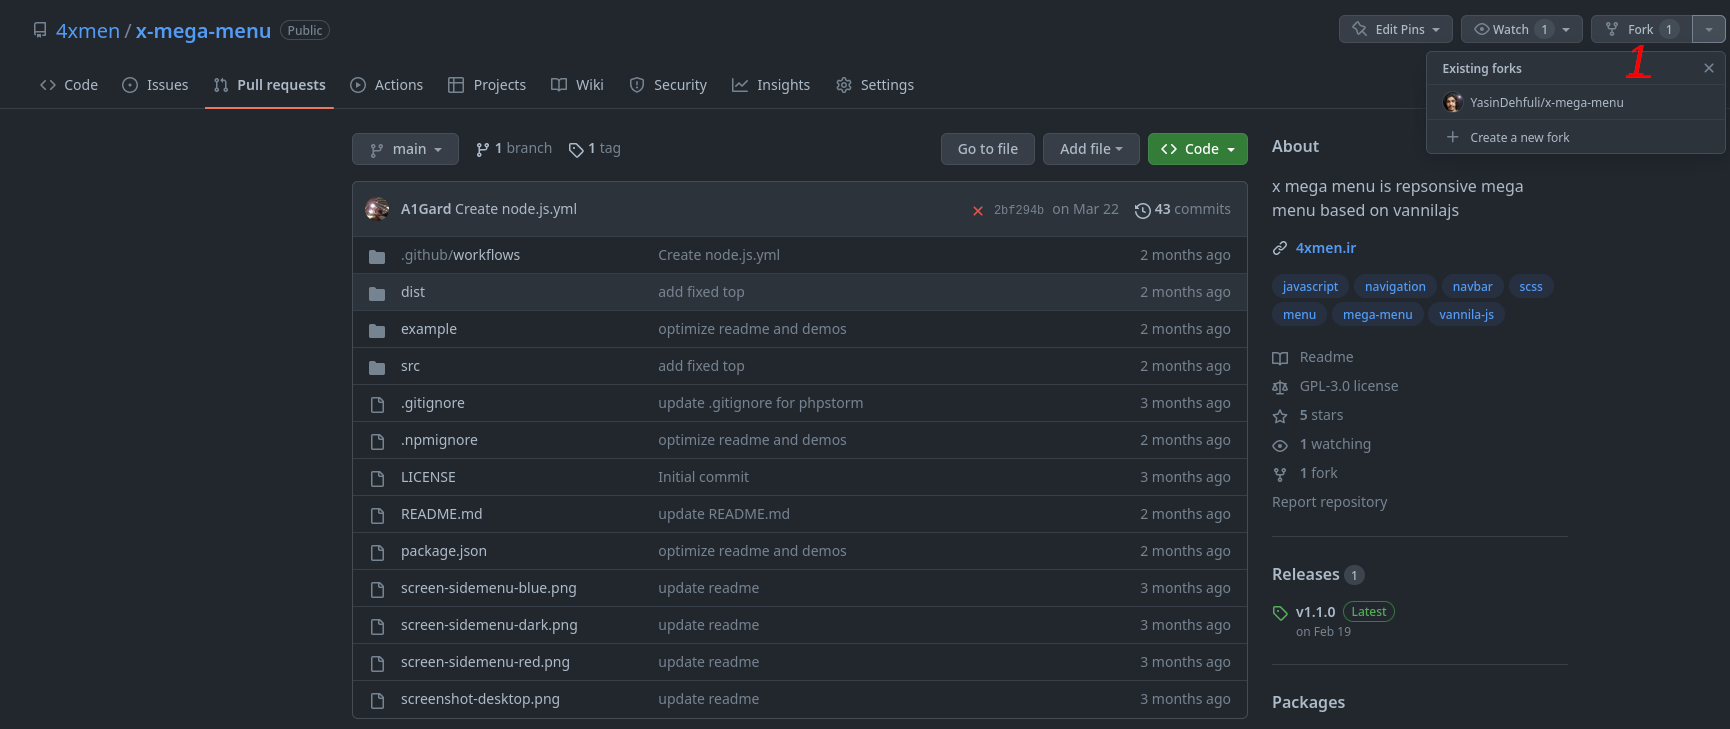 4xmen / x-mega-menu Public
Edit Pins Watch 1 Fork 1
1
Code Issues Pull requests Actions Projects Wiki Security Insights Settings
Existing forks
YasinDehfuli/x-mega-menu
Create a new fork
main 1 branch 1 tag Go to file Add file Code
A1Gard Create node.js.yml 2bf294b on Mar 22 43 commits
.github/workflows Create node.js.yml 2 months ago
dist add fixed top 2 months ago
example optimize readme and demos 2 months ago
src add fixed top 2 months ago
.gitignore update .gitignore for phpstorm 3 months ago
.npmignore optimize readme and demos 2 months ago
LICENSE Initial commit 3 months ago
README.md update README.md 2 months ago
package.json optimize readme and demos 2 months ago
screen-sidemenu-blue.png update readme 3 months ago
screen-sidemenu-dark.png update readme 3 months ago
screen-sidemenu-red.png update readme 3 months ago
screenshot-desktop.png update readme 3 months ago
About
x mega menu is repsonsive mega
menu based on vannilajs
4xmen.ir
javascript navigation navbar scss
menu mega-menu vannila-js
Readme
GPL-3.0 license
5 stars
1 watching
1 fork
Report repository
Releases 1
v1.1.0 Latest
on Feb 19
Packages